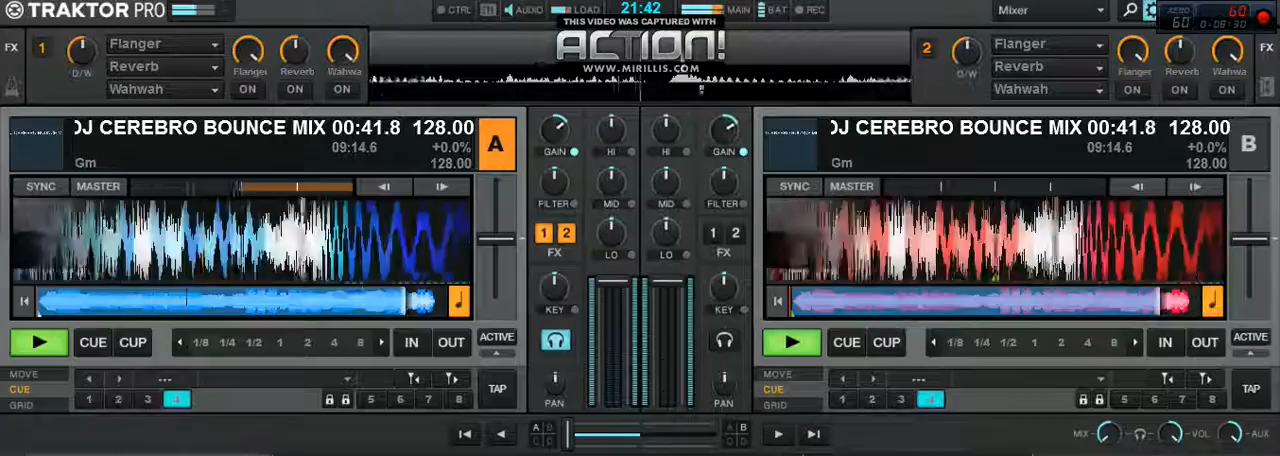 TRAKTOR PRO
CTRL AUDIO LOAD 21:42 MAIN BAT REC
Mixer
60
60 0:08:30
THIS VIDEO WAS CAPTURED WITH
ACTION!
WWW.MIRILLIS.COM
FX 1 Flanger
Reverb
Wahwah
D/W Flanger Reverb Wahwa
ON ON ON
2 Flanger FX
Reverb
Wahwah
D/W Flanger Reverb Wahwa
ON ON ON
DJ CEREBRO BOUNCE MIX 00:41.8 128.00
09:14.6 +0.0%
Gm 128.00
A
SYNC MASTER
CUE CUP 1/8 1/4 1/2 1 2 4 8 IN OUT ACTIVE
MOVE
CUE ---
GRID 1 2 3 4 5 6 7 8 TAP
GAIN HI HI GAIN
FILTER MID MID FILTER
1 2 LO LO 1 2
FX FX
KEY KEY
PAN PAN
A B C D A B C D
DJ CEREBRO BOUNCE MIX 00:41.8 128.00
09:14.6 +0.0%
Gm 128.00
B
SYNC MASTER
CUE CUP 1/8 1/4 1/2 1 2 4 8 IN OUT ACTIVE
MOVE
CUE ---
GRID 1 2 3 4 5 6 7 8 TAP
MIX VOL AUX